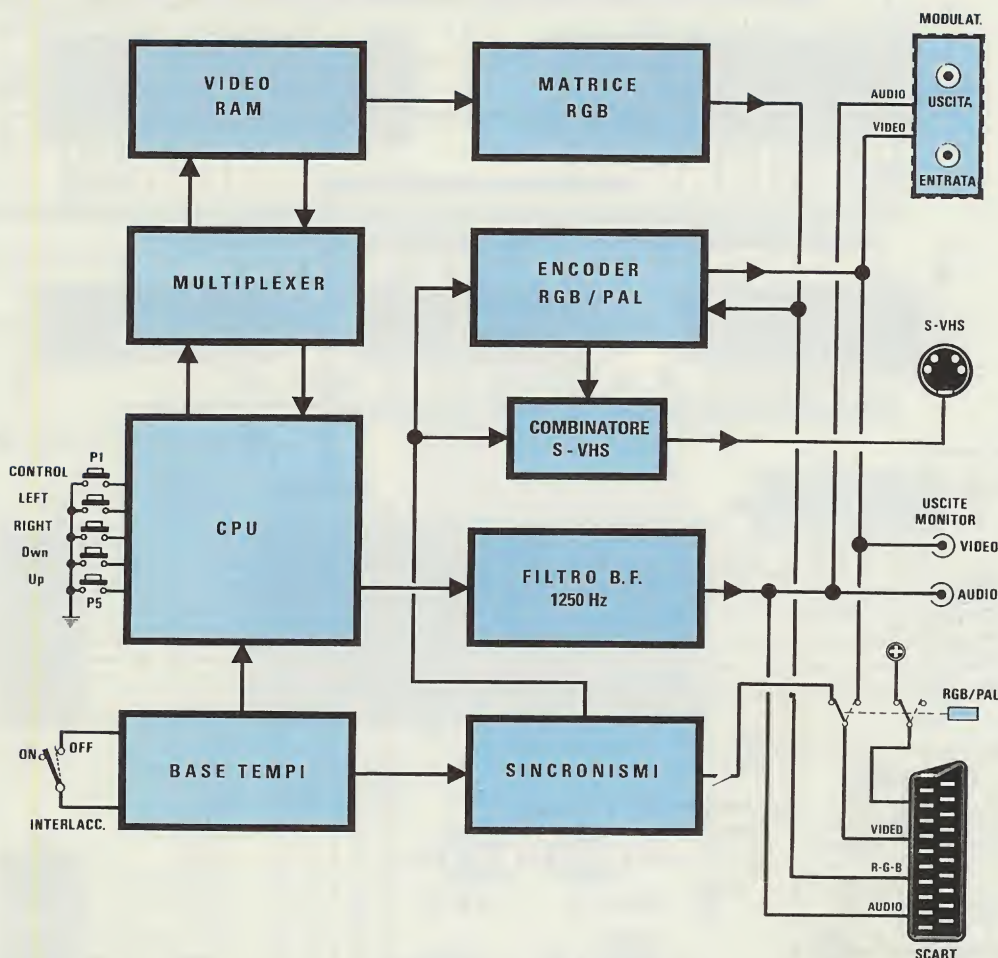 MODULAT.
AUDIO
USCITA
VIDEO
ENTRATA
VIDEO
RAM
MATRICE
RGB
MULTIPLEXER
ENCODER
RGB / PAL
S-VHS
COMBINATORE
S - VHS
CONTROL
P1
LEFT
RIGHT
Dwn
Up
P5
CPU
FILTRO B.F.
1250 Hz
USCITE
MONITOR
VIDEO
AUDIO
RGB/PAL
ON
OFF
INTERLACC.
BASE TEMPI
SINCRONISMI
VIDEO
R-G-B
AUDIO
SCART